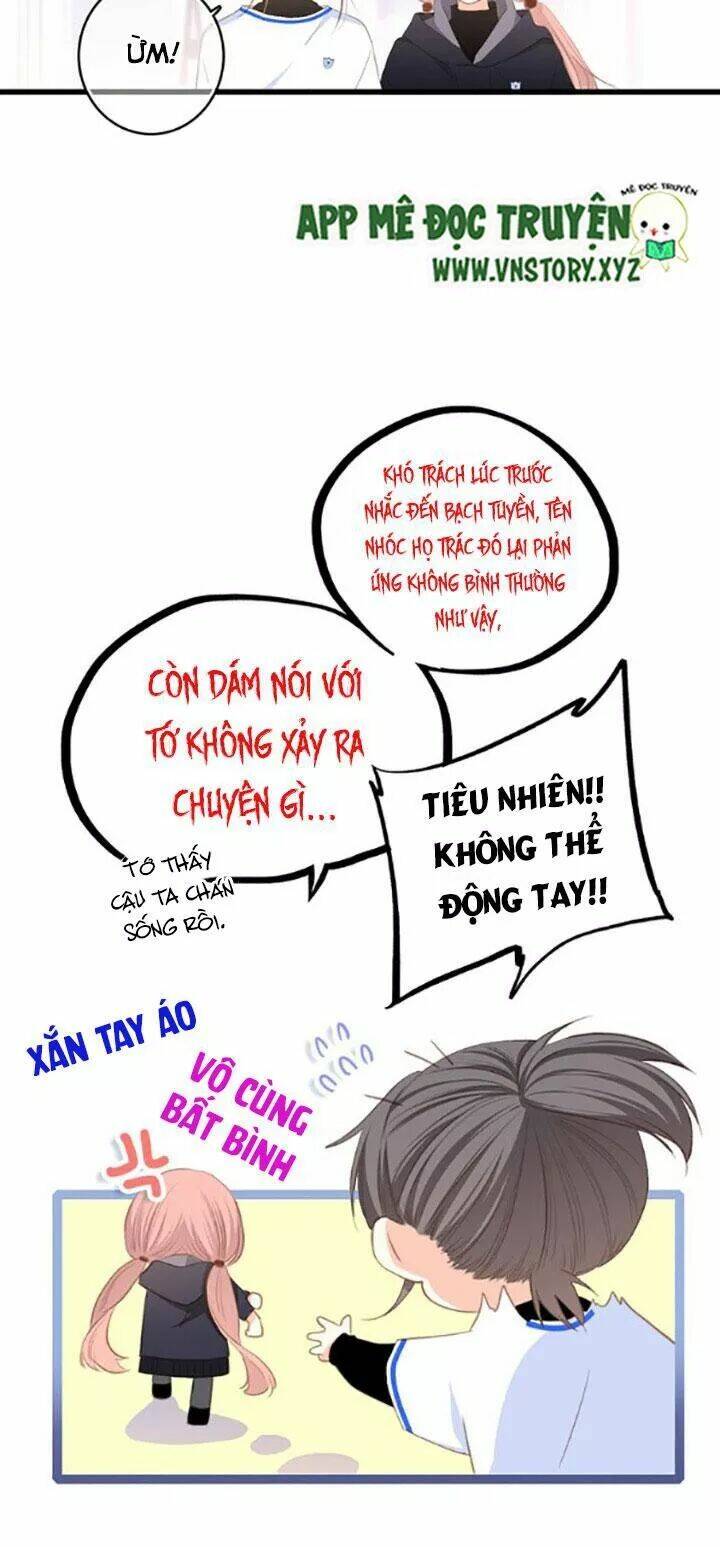 ỪM!
MÊ ĐỌC TRUYỆN
APP MÊ ĐỌC TRUYỆN
WWW.VNSTORY.XYZ
KHÓ TRÁCH LÚC TRƯỚC
NHẮC ĐẾN BẠCH TUYỀN, TÊN
NHÓC HỌ TRÁC ĐÓ LẠI PHẢN
ỨNG KHÔNG BÌNH THƯỜNG
NHƯ VẬY,
CÒN DÁM NÓI VỚI
TỚ KHÔNG XẢY RA
CHUYỆN GÌ...
TỚ THẤY
CẬU TA CHÁN
SỐNG RỒI.
TIÊU NHIÊN!!
KHÔNG THỂ
ĐỘNG TAY!!
XẮN TAY ÁO
VÔ CÙNG
BẤT BÌNH